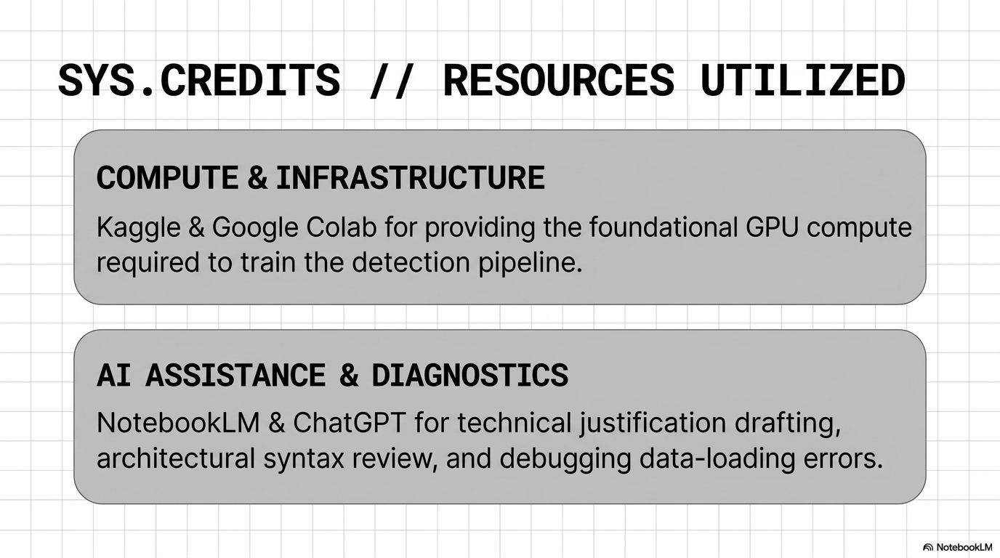 SYS.CREDITS // RESOURCES UTILIZED
COMPUTE & INFRASTRUCTURE
Kaggle & Google Colab for providing the foundational GPU compute
required to train the detection pipeline.
AI ASSISTANCE & DIAGNOSTICS
NotebookLM & ChatGPT for technical justification drafting,
architectural syntax review, and debugging data-loading errors.
NotebookLM